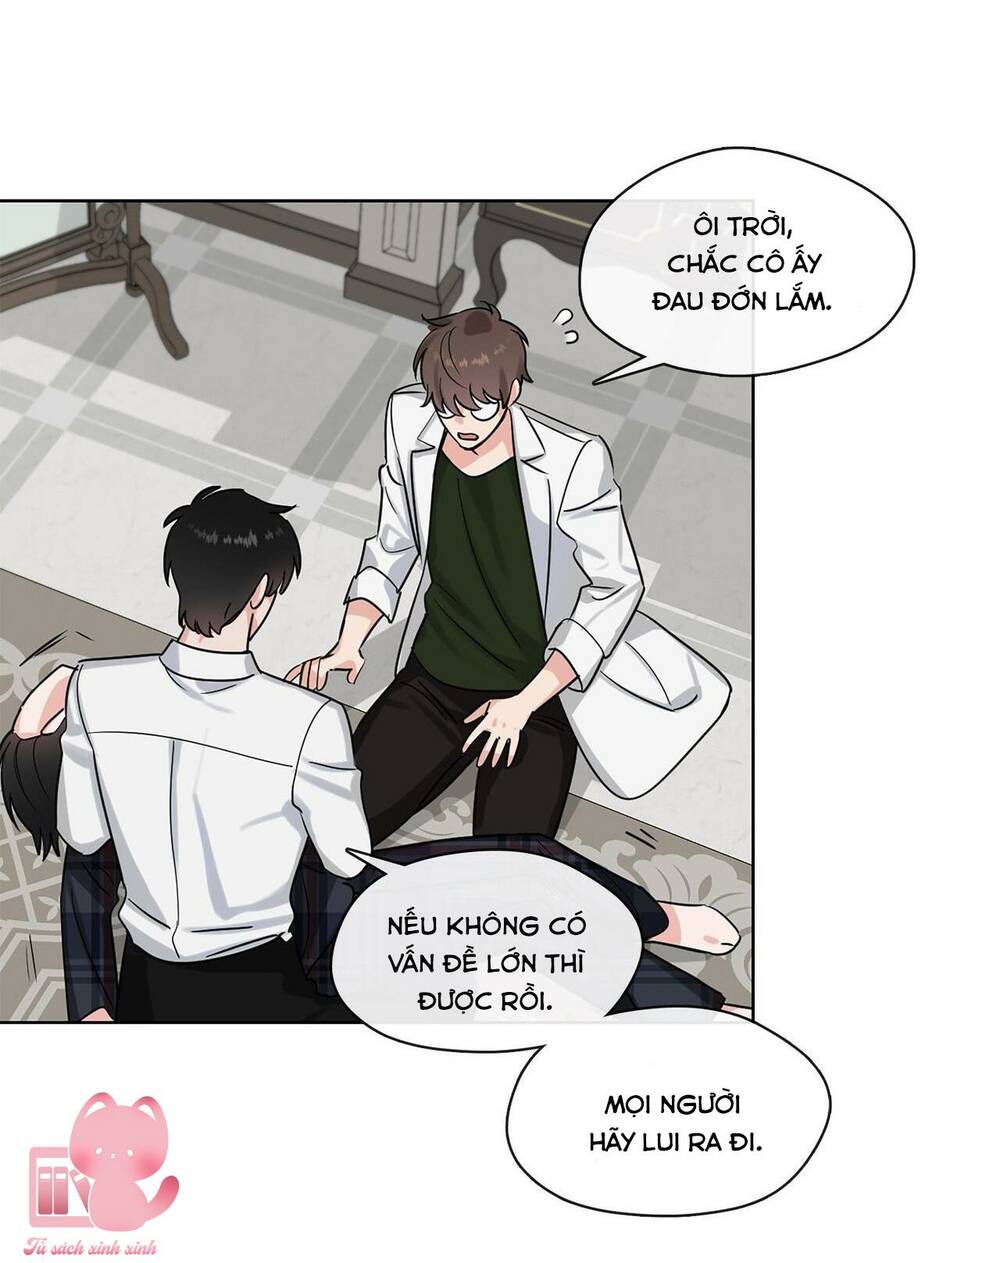 ÔI TRỜI,
CHẮC CÔ ẤY
ĐAU ĐỚN LẮM.
NẾU KHÔNG CÓ
VẤN ĐỀ LỚN THÌ
ĐƯỢC RỒI.
MỌI NGƯỜI
HÃY LUI RA ĐI.
Tủ sách xinh xinh